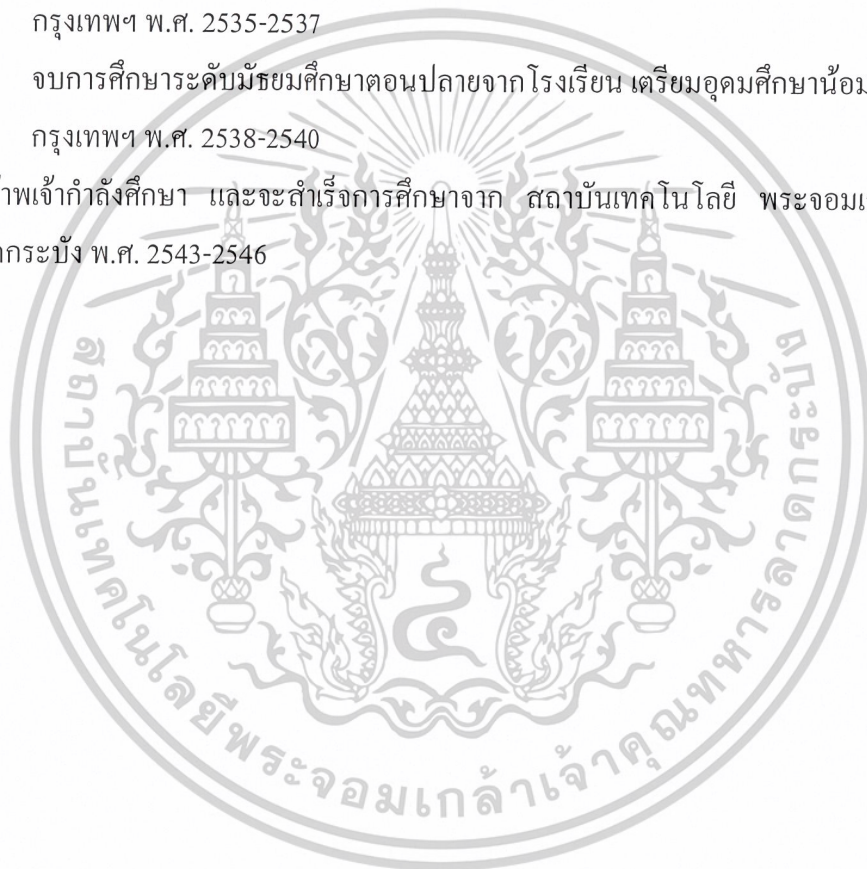 กรุงเทพฯ พ.ศ. 2535-2537
จบการศึกษาระดับมัธยมศึกษาตอนปลายจากโรงเรียน เตรียมอุดมศึกษาน้อม
กรุงเทพฯ พ.ศ. 2538-2540
าพเจ้ากำลังศึกษา และจะสำเร็จการศึกษาจาก สถาบันเทคโนโลยี พระจอมเ
ากระบัง พ.ศ. 2543-2546
สถาบันเทคโนโลยีพระจอมเกล้าเจ้าคุณทหารลาดกระบัง
๔